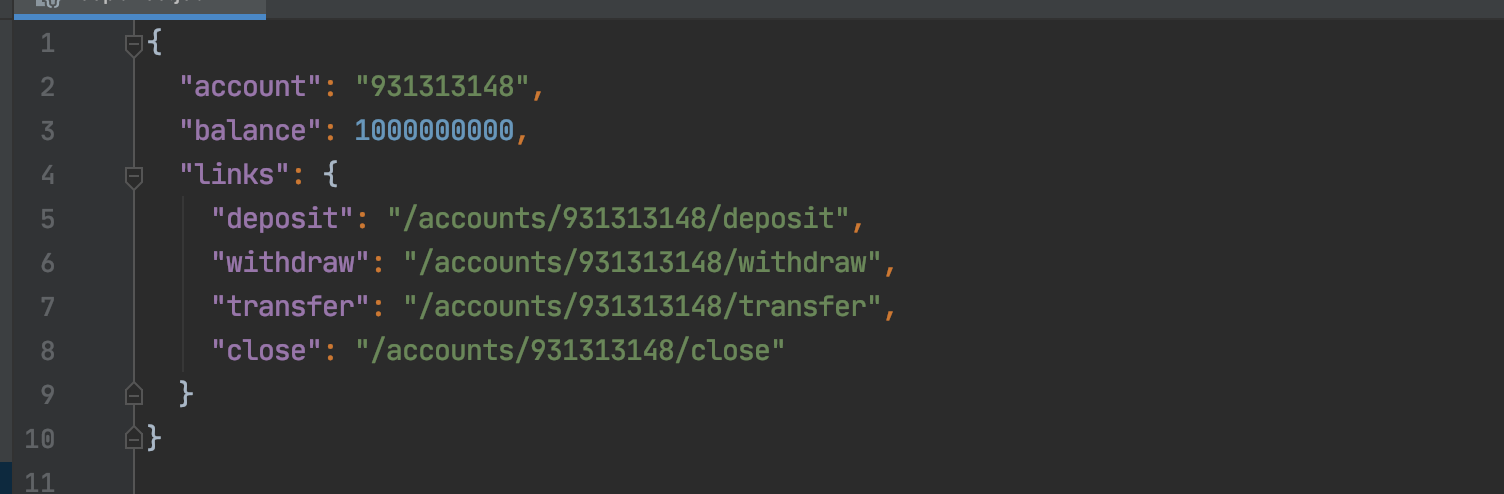 1 {
2 "account": "931313148",
3 "balance": 1000000000,
4 "links": {
5 "deposit": "/accounts/931313148/deposit",
6 "withdraw": "/accounts/931313148/withdraw",
7 "transfer": "/accounts/931313148/transfer",
8 "close": "/accounts/931313148/close"
9 }
10 }
11